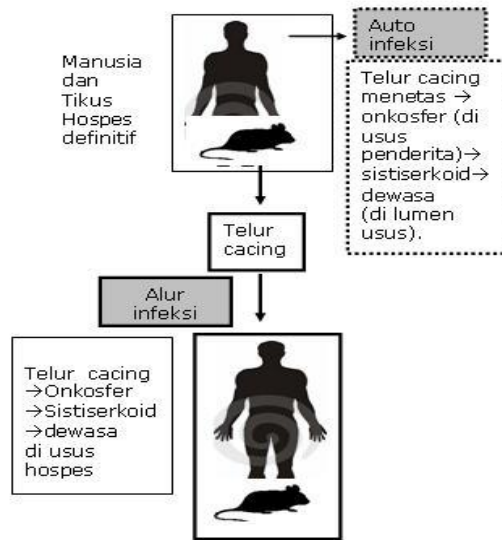 Manusia
dan
Tikus
Hospes
definitif
Auto
infeksi
Telur cacing
menetas →
onkosfer (di
usus
penderita)→
sistiserkoid→
dewasa
(di lumen
usus).
Telur
cacing
Alur
infeksi
Telur cacing
→Onkosfer
→Sistiserkoid
→dewasa
di usus
hospes